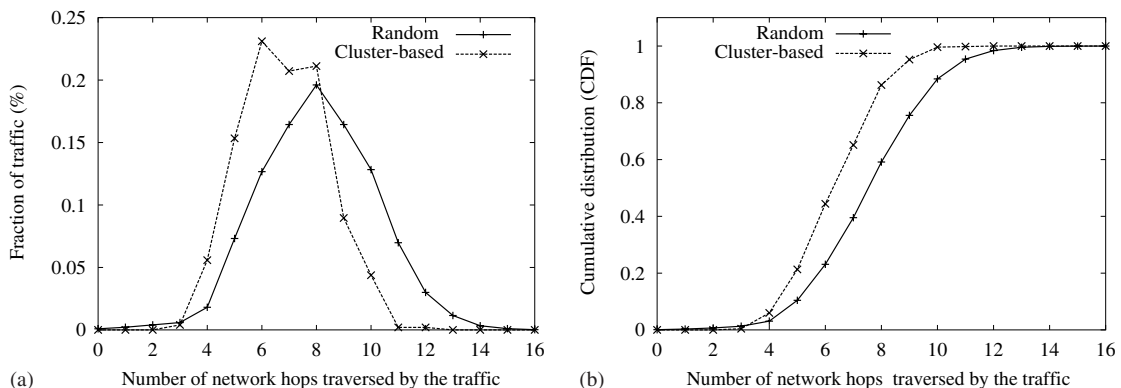 0.25
0.2
0.15
0.1
0.05
0
Fraction of traffic (%)
Random
Cluster-based
0 2 4 6 8 10 12 14 16
(a) Number of network hops traversed by the traffic
1
0.8
0.6
0.4
0.2
0
Cumulative distribution (CDF)
Random
Cluster-based
0 2 4 6 8 10 12 14 16
(b) Number of network hops traversed by the traffic